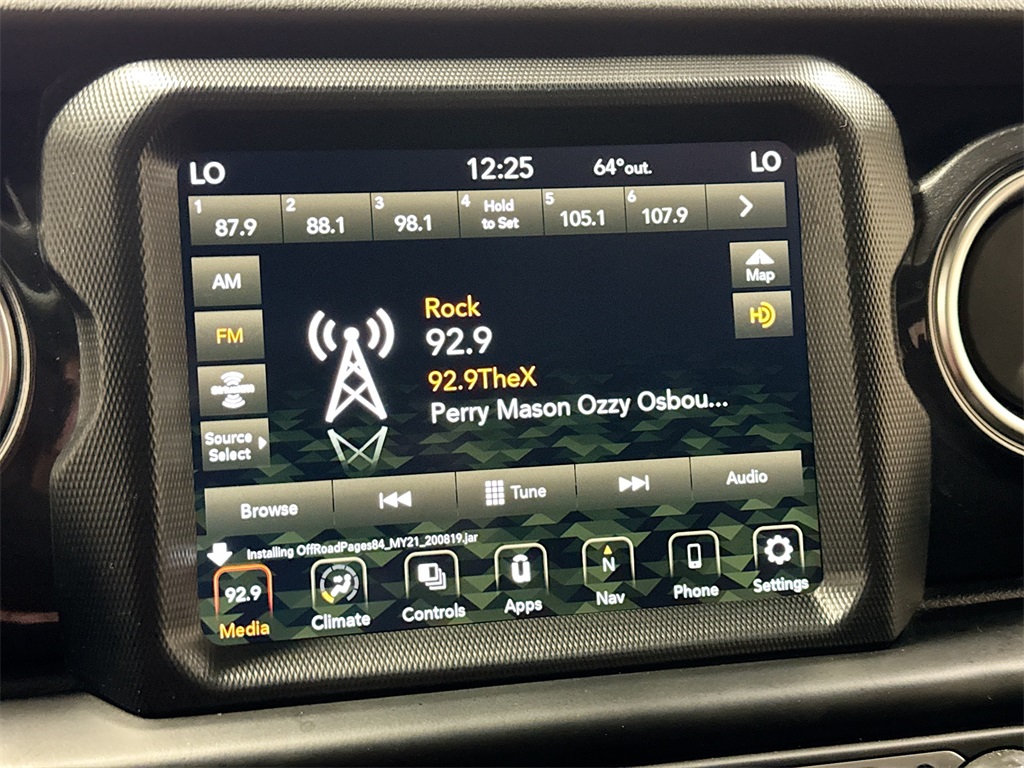 LO 12:25 64°out. LO
1 87.9 2 88.1 3 98.1 4 Hold to Set 5 105.1 6 107.9
AM
Map
FM
HD
Rock
92.9
92.9TheX
Perry Mason Ozzy Osbou...
Source
Select
Browse Tune Audio
Installing OffRoadPages84_MY21_200819.jar
92.9 N
Media Climate Controls Apps Nav Phone Settings